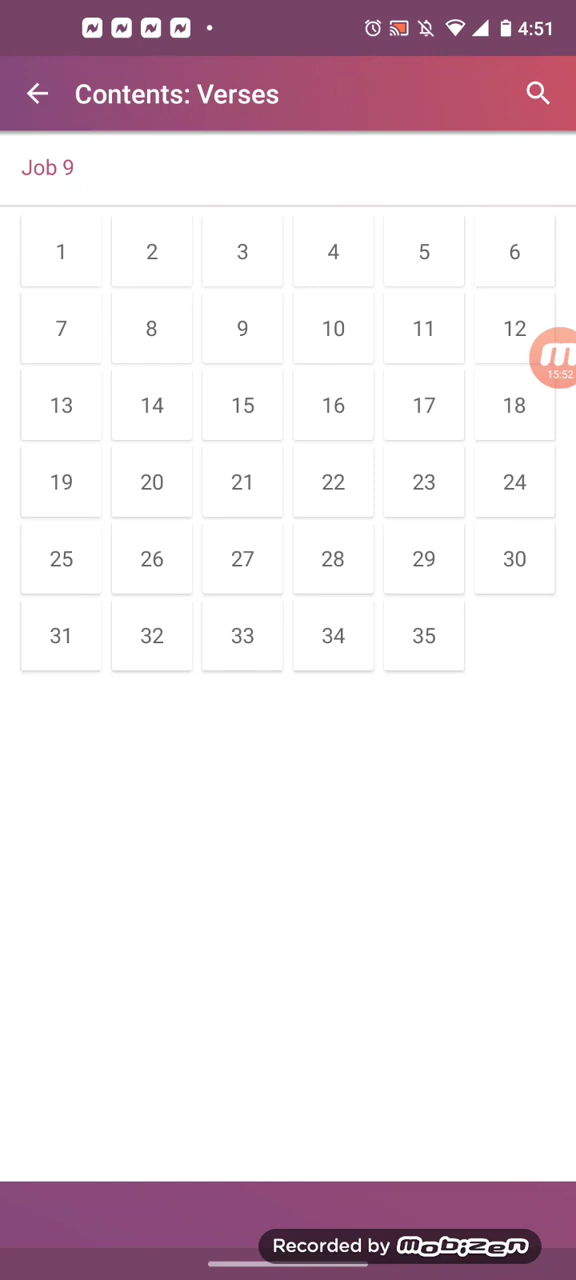 4:51
Contents: Verses
Job 9
1 2 3 4 5 6
7 8 9 10 11 12
15:52
13 14 15 16 17 18
19 20 21 22 23 24
25 26 27 28 29 30
31 32 33 34 35
Recorded by mobizen